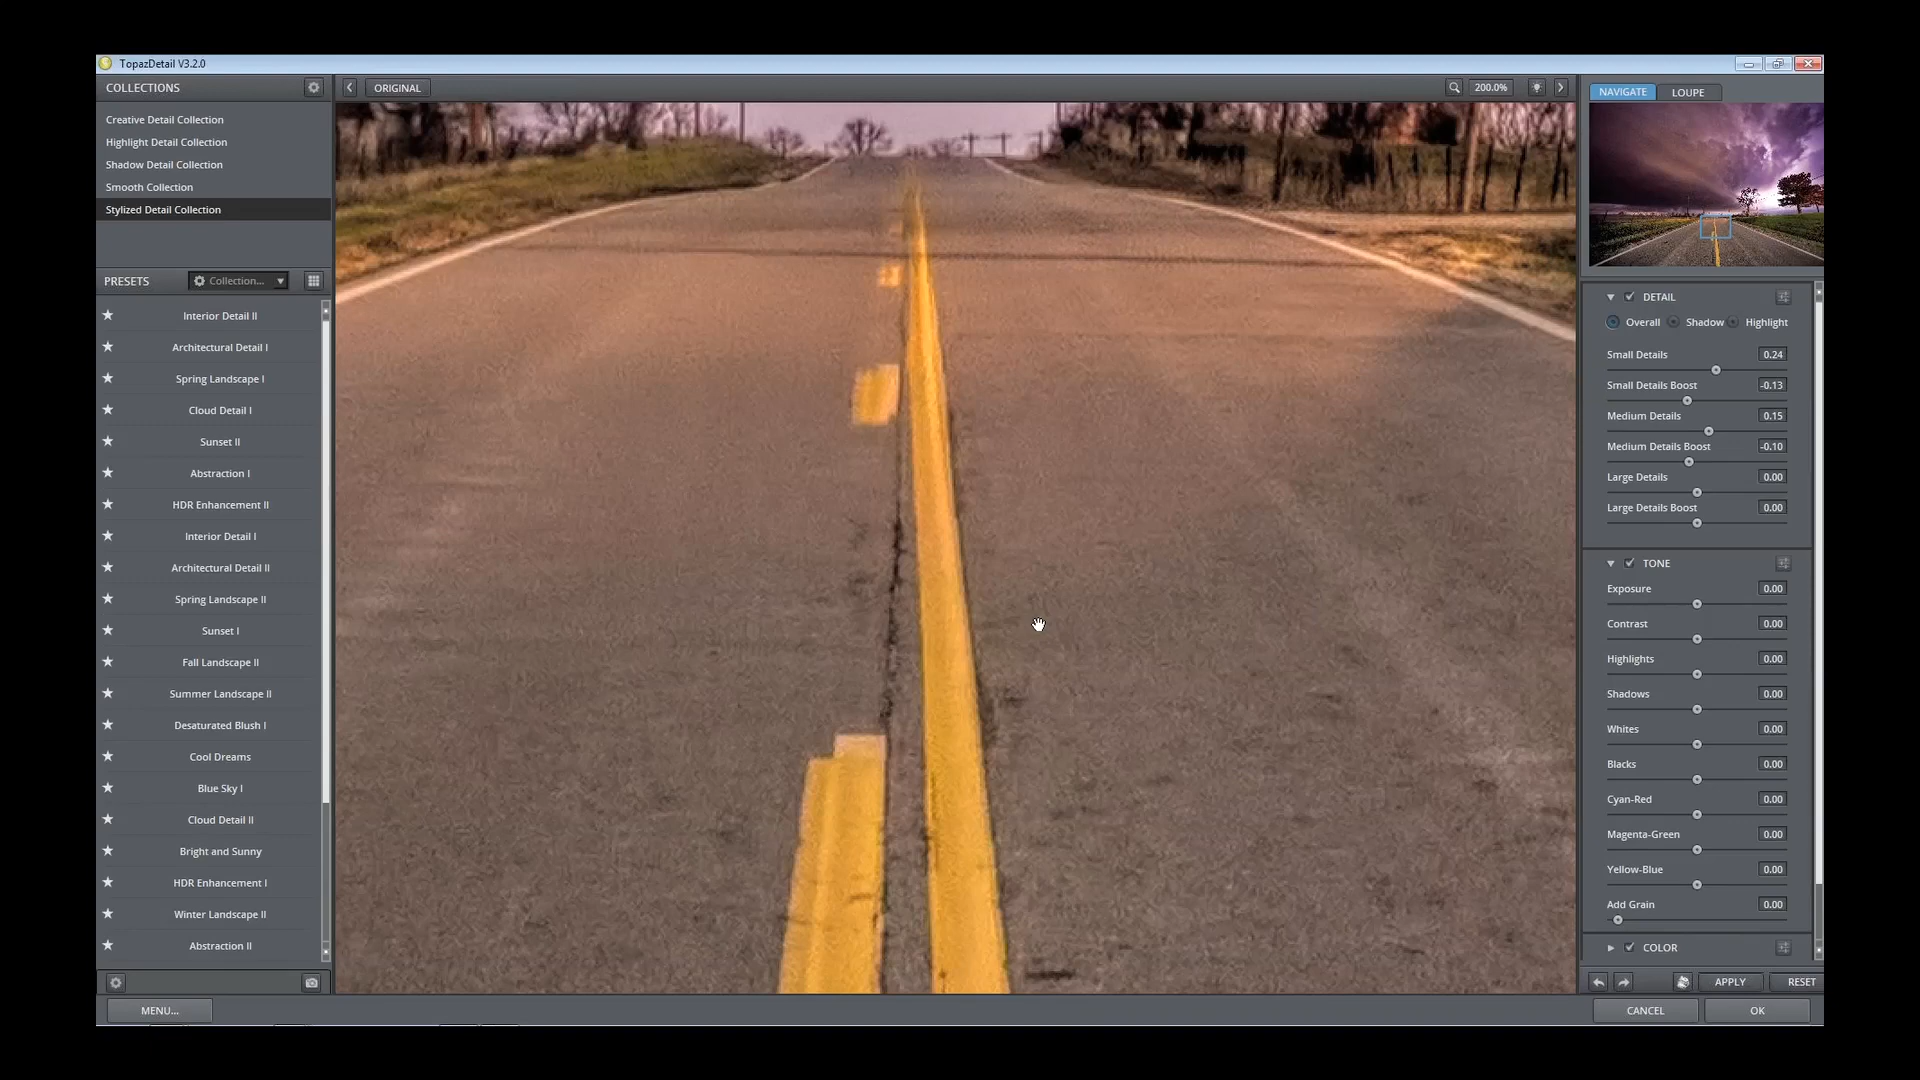 TopazDetail V3.2.0
COLLECTIONS
Creative Detail Collection
Highlight Detail Collection
Shadow Detail Collection
Smooth Collection
Stylized Detail Collection
PRESETS
Collection...
Interior Detail II
Architectural Detail I
Spring Landscape I
Cloud Detail I
Sunset II
Abstraction I
HDR Enhancement II
Interior Detail I
Architectural Detail II
Spring Landscape II
Sunset I
Fall Landscape II
Summer Landscape II
Desaturated Blush I
Cool Dreams
Blue Sky I
Cloud Detail II
Bright and Sunny
HDR Enhancement I
Winter Landscape II
Abstraction II
MENU...
ORIGINAL
200.0%
NAVIGATE LOUPE
DETAIL
Overall Shadow Highlight
Small Details 0.24
Small Details Boost -0.13
Medium Details 0.15
Medium Details Boost -0.10
Large Details 0.00
Large Details Boost 0.00
TONE
Exposure 0.00
Contrast 0.00
Highlights 0.00
Shadows 0.00
Whites 0.00
Blacks 0.00
Cyan-Red 0.00
Magenta-Green 0.00
Yellow-Blue 0.00
Add Grain 0.00
COLOR
APPLY RESET
CANCEL OK